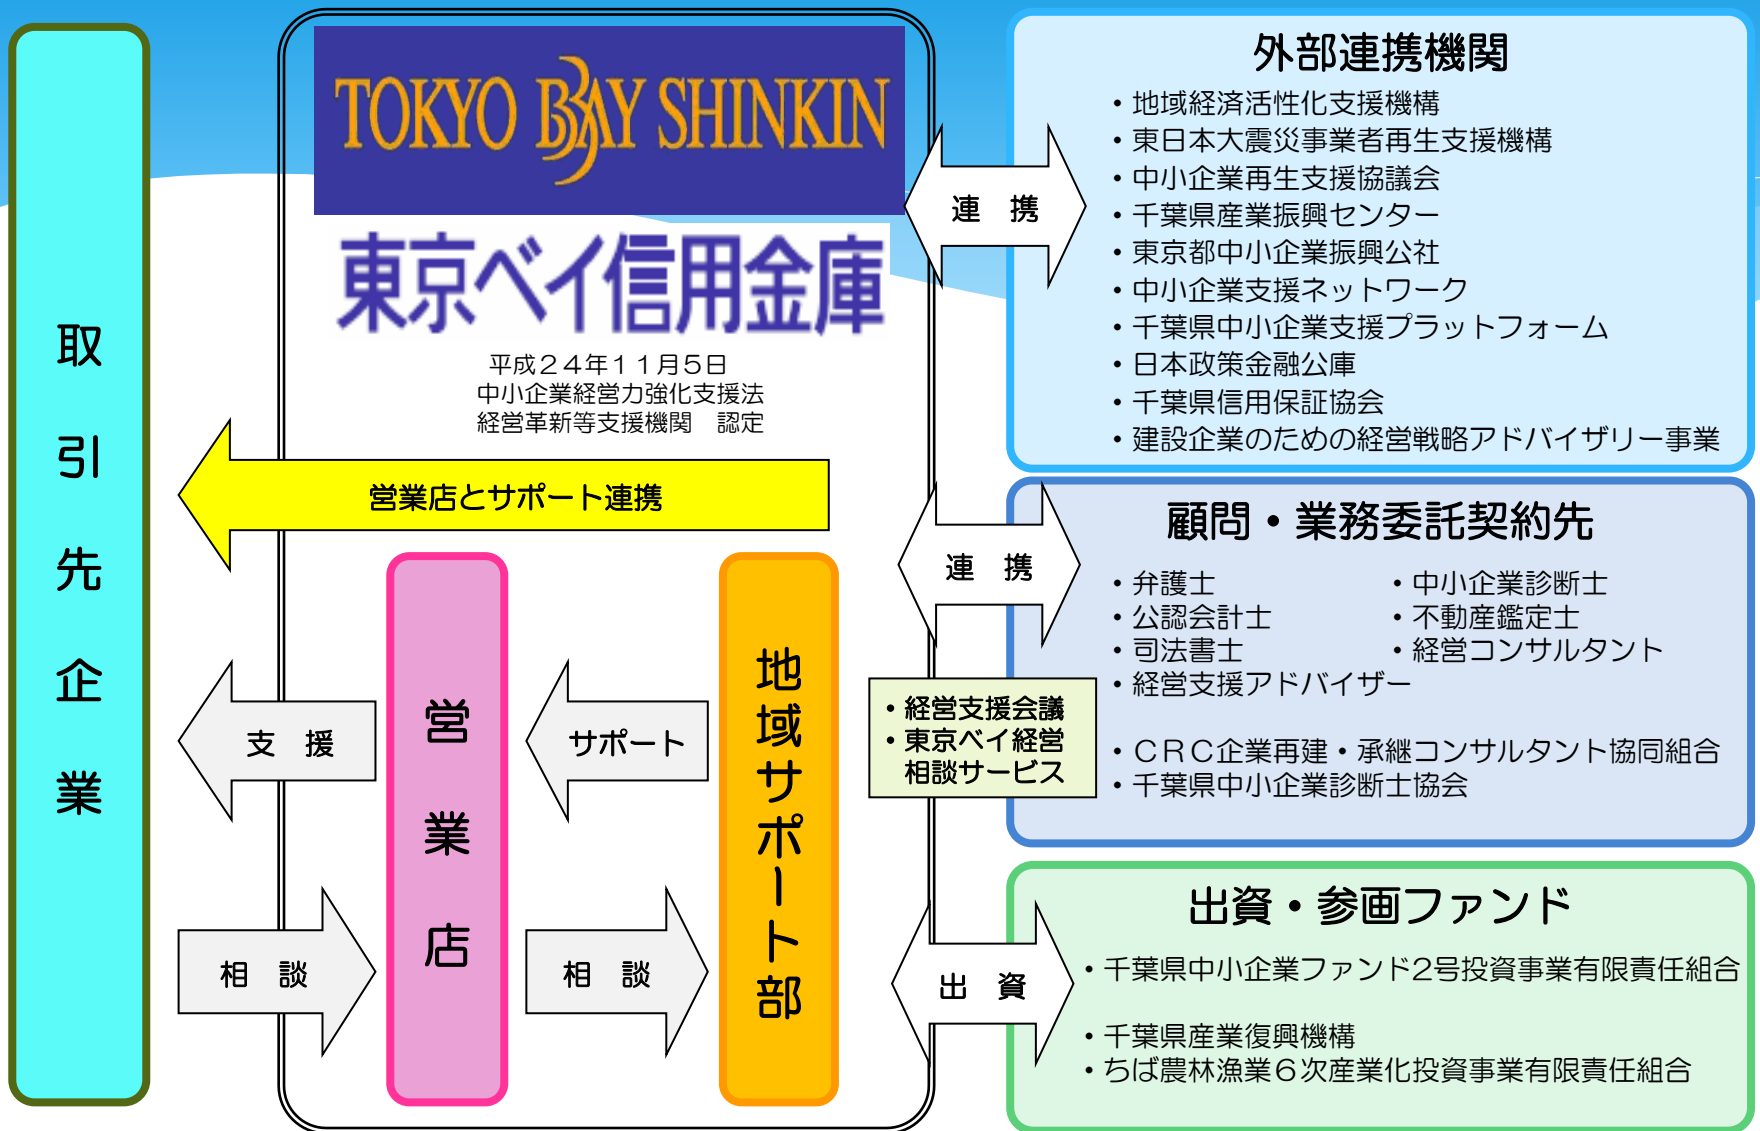 取引先企業
TOKYO BAY SHINKIN
東京ベイ信用金庫
平成２４年１１月５日
中小企業経営力強化支援法
経営革新等支援機関　認定
営業店とサポート連携
支　援
相　談
営業店
サポート
相　談
地域サポート部
連　携
連　携
・経営支援会議
・東京ベイ経営
相談サービス
出　資
外部連携機関
・地域経済活性化支援機構
・東日本大震災事業者再生支援機構
・中小企業再生支援協議会
・千葉県産業振興センター
・東京都中小企業振興公社
・中小企業支援ネットワーク
・千葉県中小企業支援プラットフォーム
・日本政策金融公庫
・千葉県信用保証協会
・建設企業のための経営戦略アドバイザリー事業
顧問・業務委託契約先
・弁護士　・中小企業診断士
・公認会計士　・不動産鑑定士
・司法書士　・経営コンサルタント
・経営支援アドバイザー
・ＣＲＣ企業再建・承継コンサルタント協同組合
・千葉県中小企業診断士協会
出資・参画ファンド
・千葉県中小企業ファンド2号投資事業有限責任組合
・千葉県産業復興機構
・ちば農林漁業６次産業化投資事業有限責任組合